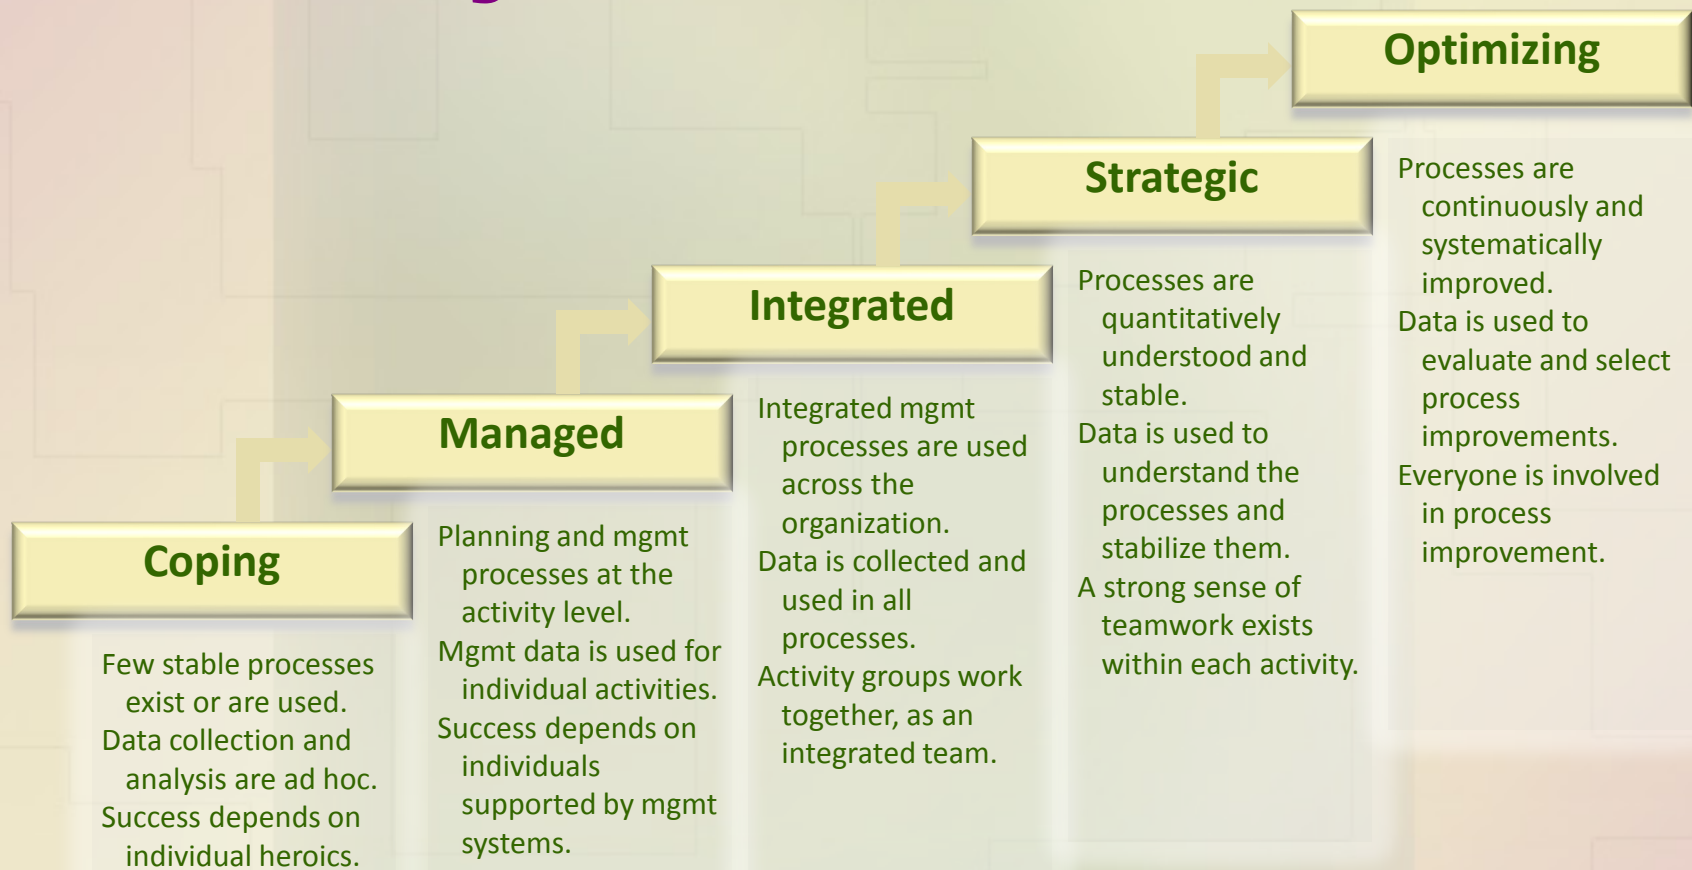 Optimizing
Processes are
continuously and
systematically
improved.
Data is used to
evaluate and select
process
improvements.
Everyone is involved
in process
improvement.
Strategic
Processes are
quantitatively
understood and
stable.
Data is used to
understand the
processes and
stabilize them.
A strong sense of
teamwork exists
within each activity.
Integrated
Integrated mgmt
processes are used
across the
organization.
Data is collected and
used in all
processes.
Activity groups work
together, as an
integrated team.
Managed
Planning and mgmt
processes at the
activity level.
Mgmt data is used for
individual activities.
Success depends on
individuals
supported by mgmt
systems.
Coping
Few stable processes
exist or are used.
Data collection and
analysis are ad hoc.
Success depends on
individual heroics.